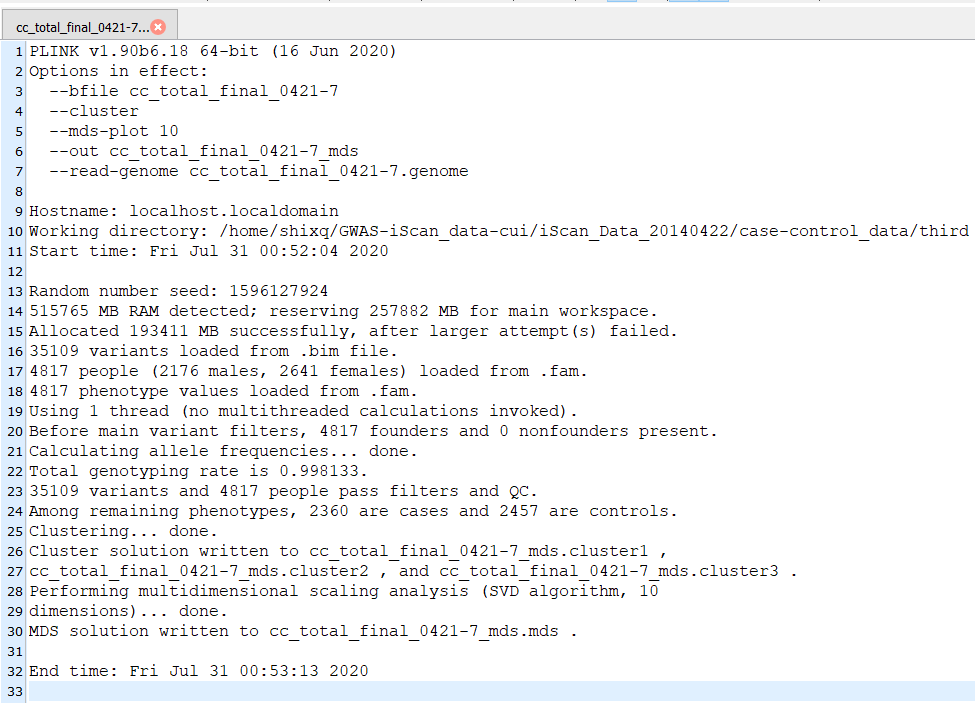 cc_total_final_0421-7...
1 PLINK v1.90b6.18 64-bit (16 Jun 2020)
2 Options in effect:
3   --bfile cc_total_final_0421-7
4   --cluster
5   --mds-plot 10
6   --out cc_total_final_0421-7_mds
7   --read-genome cc_total_final_0421-7.genome
8
9 Hostname: localhost.localdomain
10 Working directory: /home/shixq/GWAS-iScan_data-cui/iScan_Data_20140422/case-control_data/third
11 Start time: Fri Jul 31 00:52:04 2020
12
13 Random number seed: 1596127924
14 515765 MB RAM detected; reserving 257882 MB for main workspace.
15 Allocated 193411 MB successfully, after larger attempt(s) failed.
16 35109 variants loaded from .bim file.
17 4817 people (2176 males, 2641 females) loaded from .fam.
18 4817 phenotype values loaded from .fam.
19 Using 1 thread (no multithreaded calculations invoked).
20 Before main variant filters, 4817 founders and 0 nonfounders present.
21 Calculating allele frequencies... done.
22 Total genotyping rate is 0.998133.
23 35109 variants and 4817 people pass filters and QC.
24 Among remaining phenotypes, 2360 are cases and 2457 are controls.
25 Clustering... done.
26 Cluster solution written to cc_total_final_0421-7_mds.cluster1 ,
27 cc_total_final_0421-7_mds.cluster2 , and cc_total_final_0421-7_mds.cluster3 .
28 Performing multidimensional scaling analysis (SVD algorithm, 10
29 dimensions)... done.
30 MDS solution written to cc_total_final_0421-7_mds.mds .
31
32 End time: Fri Jul 31 00:53:13 2020
33